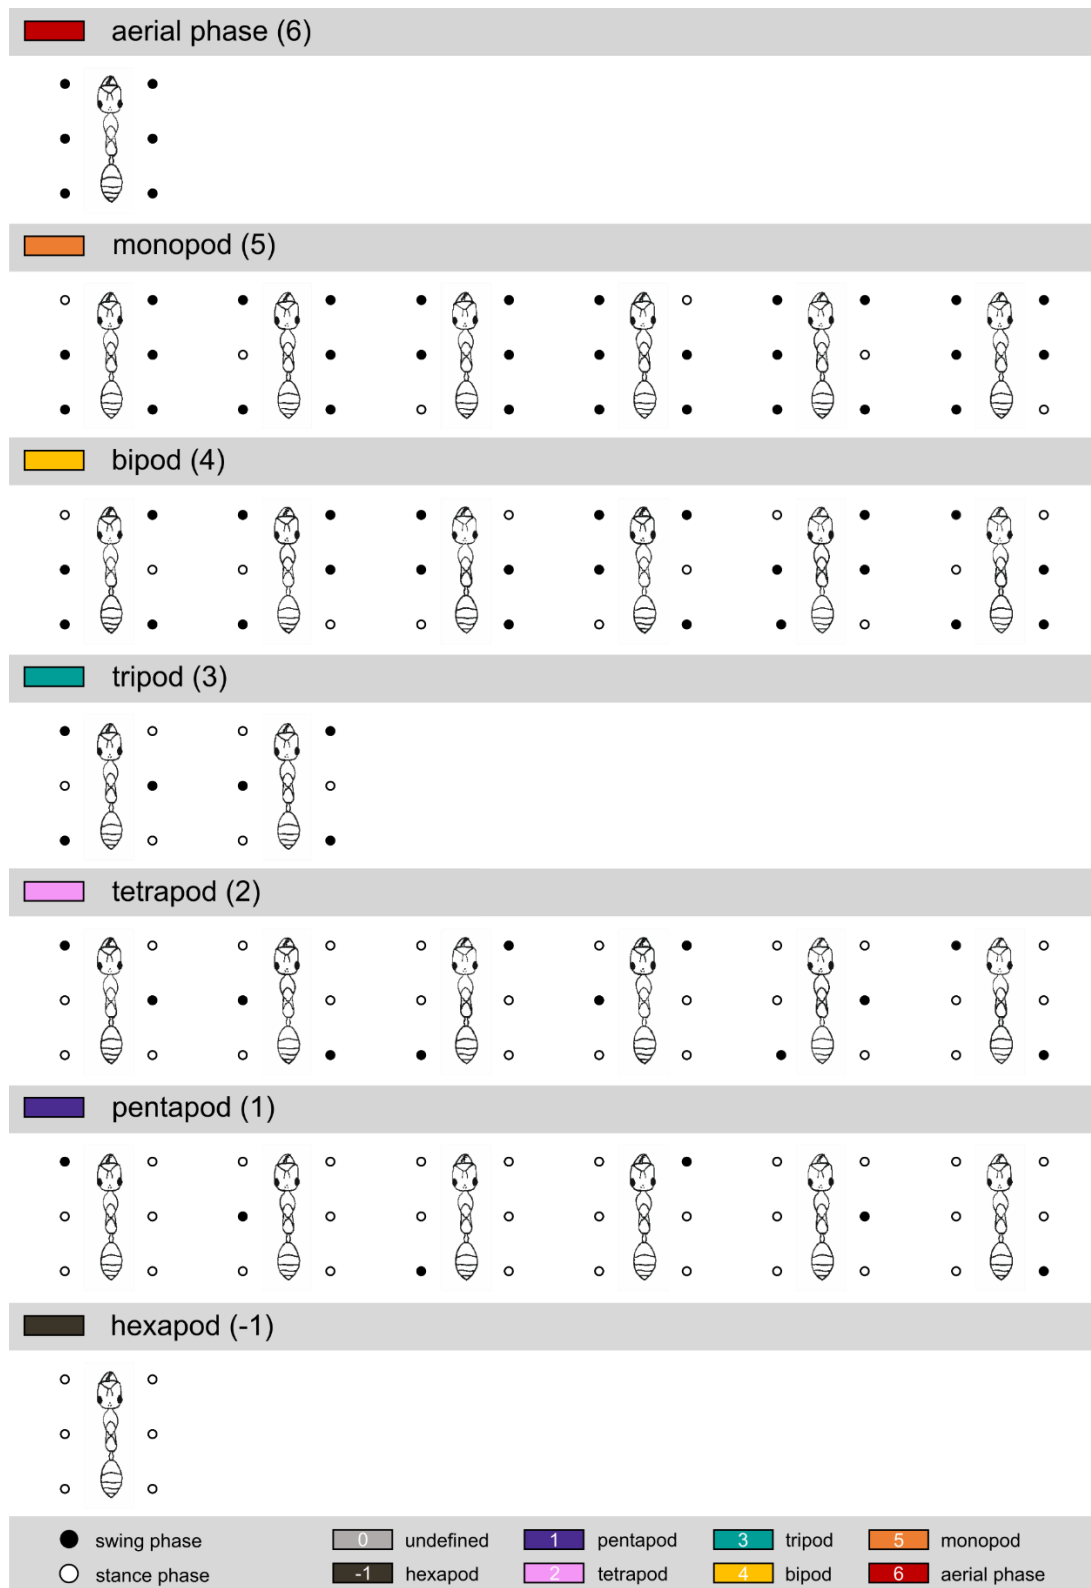 aerial phase (6)
monopod (5)
bipod (4)
tripod (3)
tetrapod (2)
pentapod (1)
hexapod (-1)
swing phase 0 undefined 1 pentapod 3 tripod 5 monopod
stance phase -1 hexapod 2 tetrapod 4 bipod 6 aerial phase